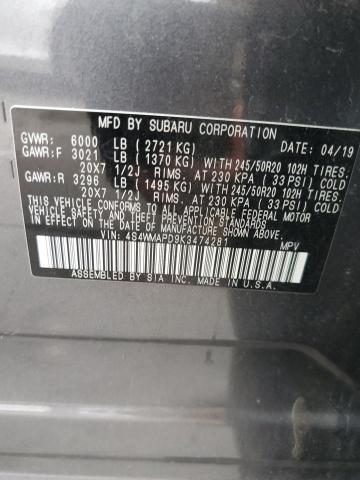 MFD BY SUBARU CORPORATION
GVWR: 6000 LB ( 2721 KG) DATE: 04/19
GAWR:F 3021 LB ( 1370 KG) WITH 245/50R20 102H TIRES.
20X7 1/2J RIMS. AT 230 KPA ( 33 PSI) COLD
GAWR:R 3296 LB ( 1495 KG) WITH 245/50R20 102H TIRES.
20X7 1/2J RIMS. AT 230 KPA ( 33 PSI) COLD
THIS VEHICLE CONFORMS TO ALL APPLICABLE FEDERAL MOTOR
VEHICLE SAFETY AND THEFT PREVENTION STANDARDS
IN EFFECT ON THE DATE OF MANUFACTURE SHOWN ABOVE.
VIN: 4S4WMAPD9K3474281 MPV
ASSEMBLED BY SIA INC. MADE IN U.S.A.